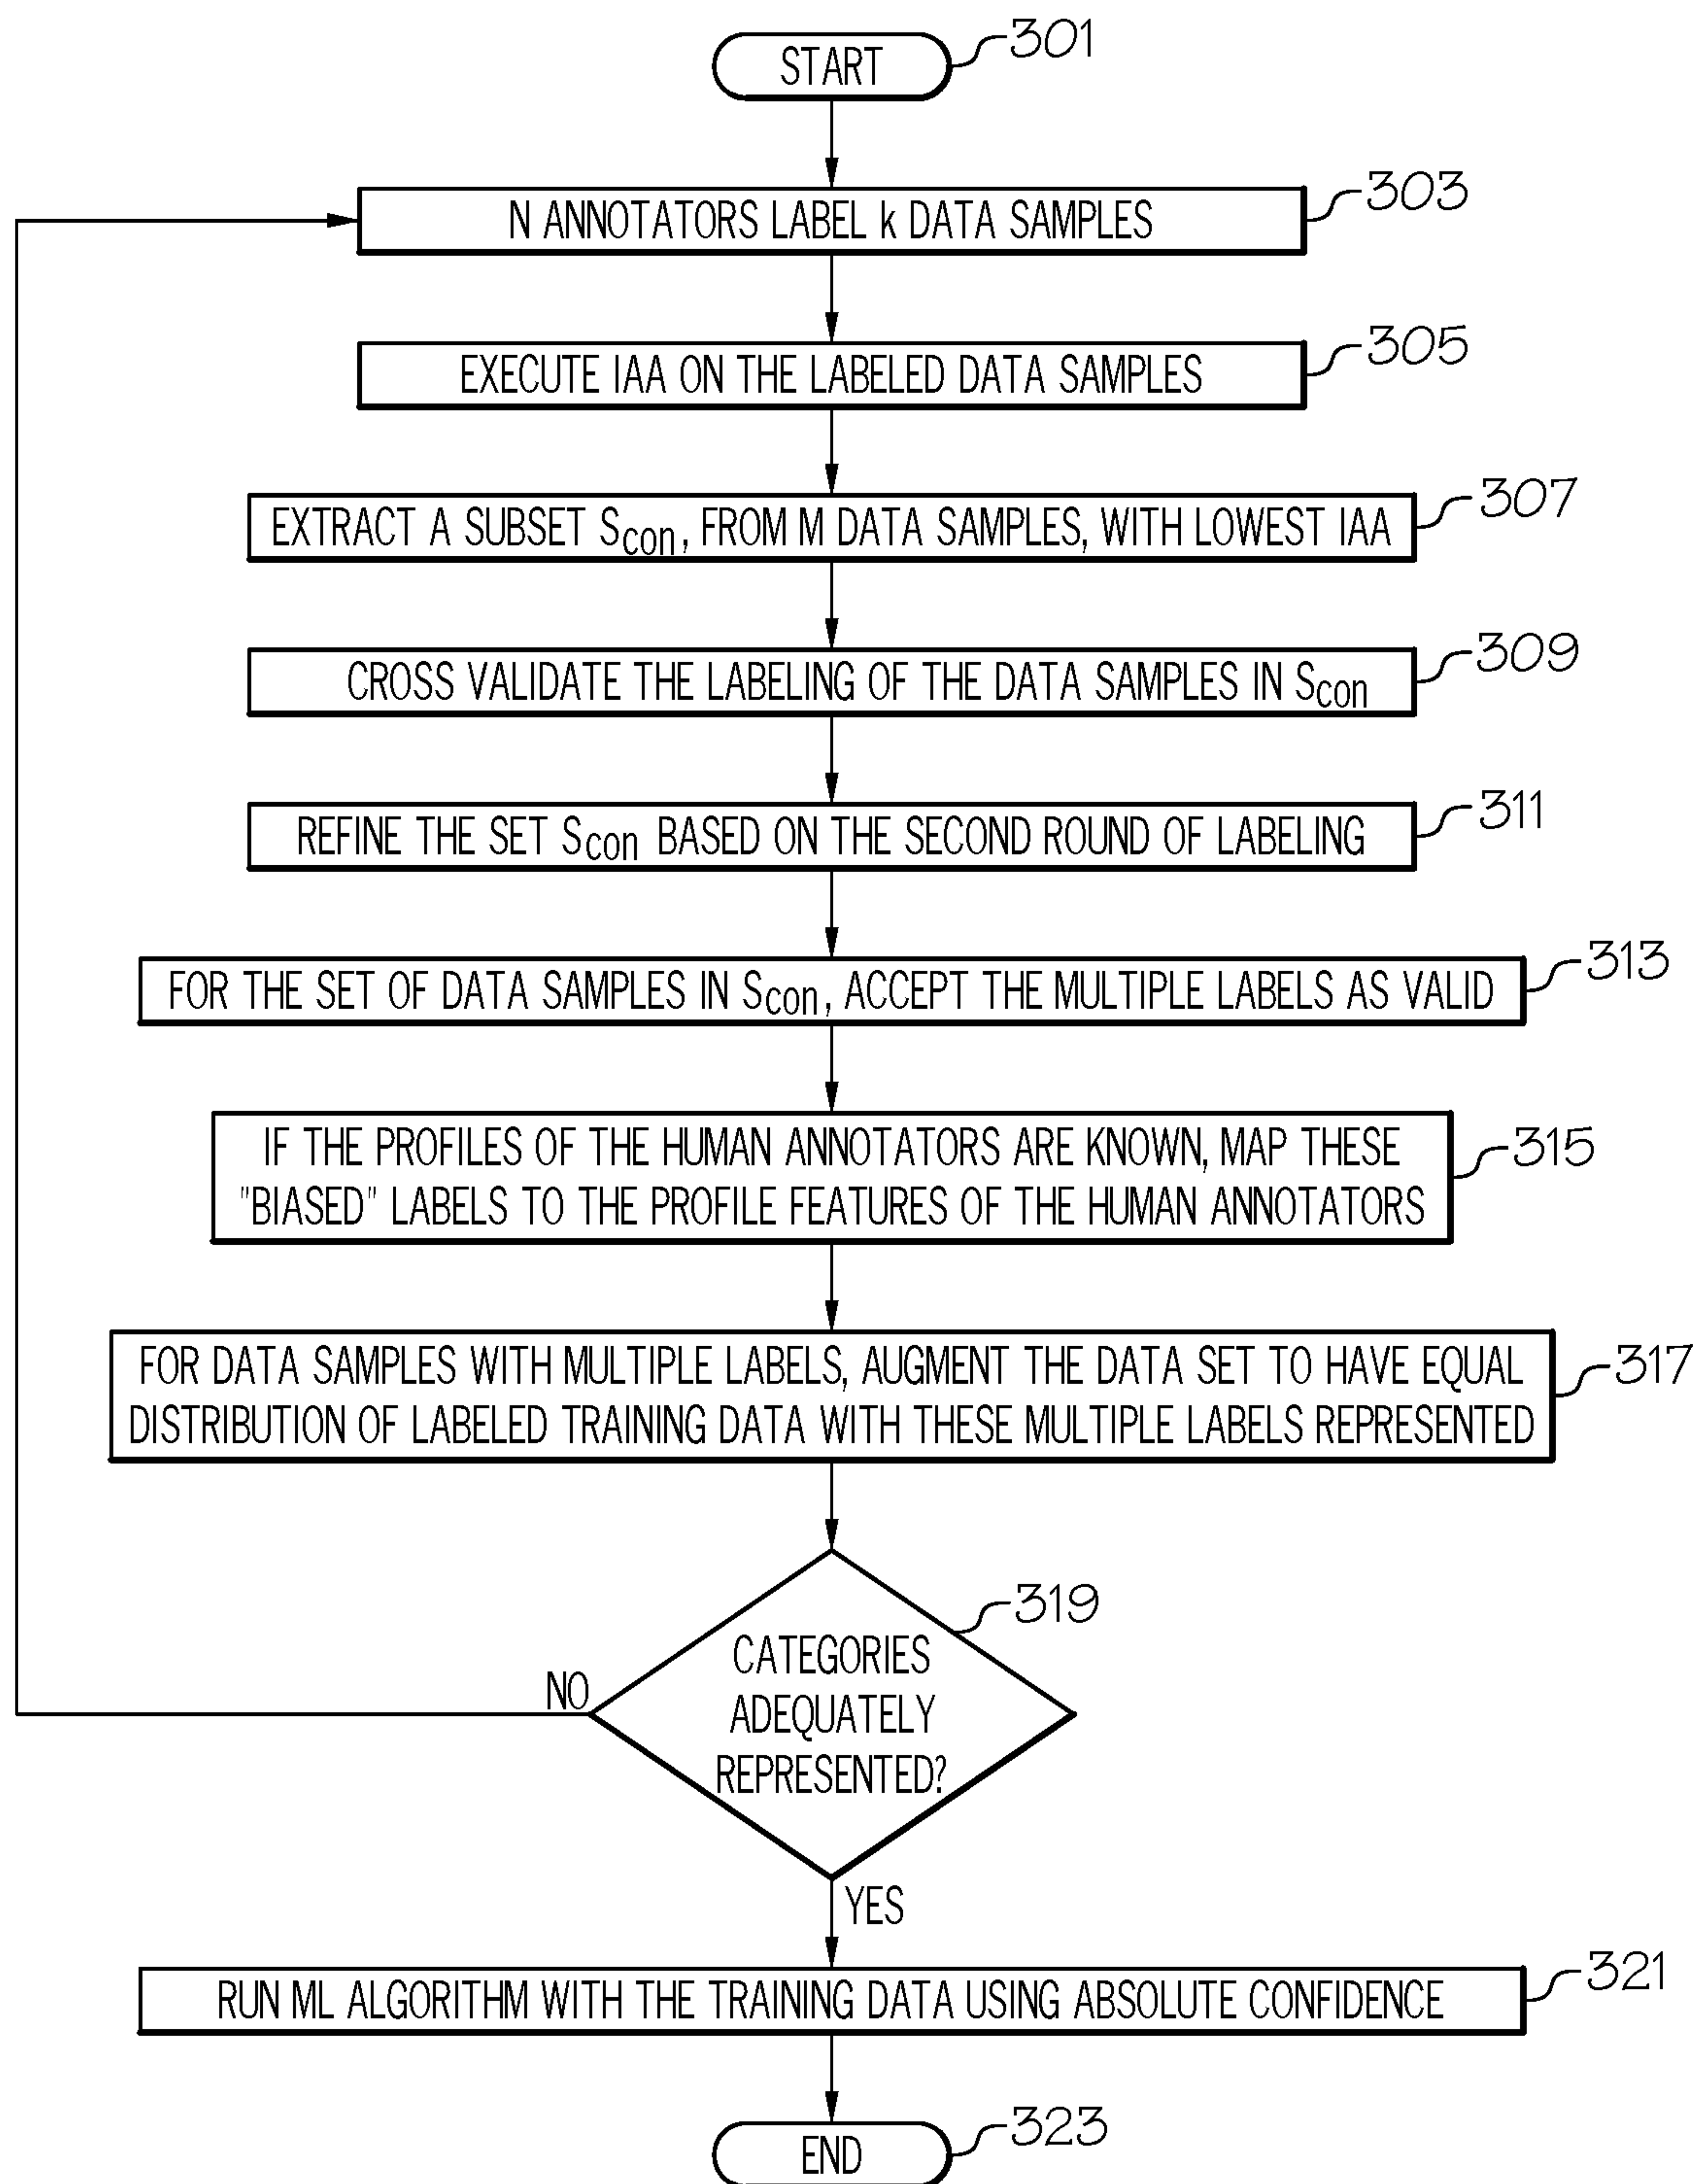 START
301
N ANNOTATORS LABEL k DATA SAMPLES
303
EXECUTE IAA ON THE LABELED DATA SAMPLES
305
EXTRACT A SUBSET Scon, FROM M DATA SAMPLES, WITH LOWEST IAA
307
CROSS VALIDATE THE LABELING OF THE DATA SAMPLES IN Scon
309
REFINE THE SET Scon BASED ON THE SECOND ROUND OF LABELING
311
FOR THE SET OF DATA SAMPLES IN Scon, ACCEPT THE MULTIPLE LABELS AS VALID
313
IF THE PROFILES OF THE HUMAN ANNOTATORS ARE KNOWN, MAP THESE
"BIASED" LABELS TO THE PROFILE FEATURES OF THE HUMAN ANNOTATORS
315
FOR DATA SAMPLES WITH MULTIPLE LABELS, AUGMENT THE DATA SET TO HAVE EQUAL
DISTRIBUTION OF LABELED TRAINING DATA WITH THESE MULTIPLE LABELS REPRESENTED
317
CATEGORIES
ADEQUATELY
REPRESENTED?
319
NO
YES
RUN ML ALGORITHM WITH THE TRAINING DATA USING ABSOLUTE CONFIDENCE
321
END
323